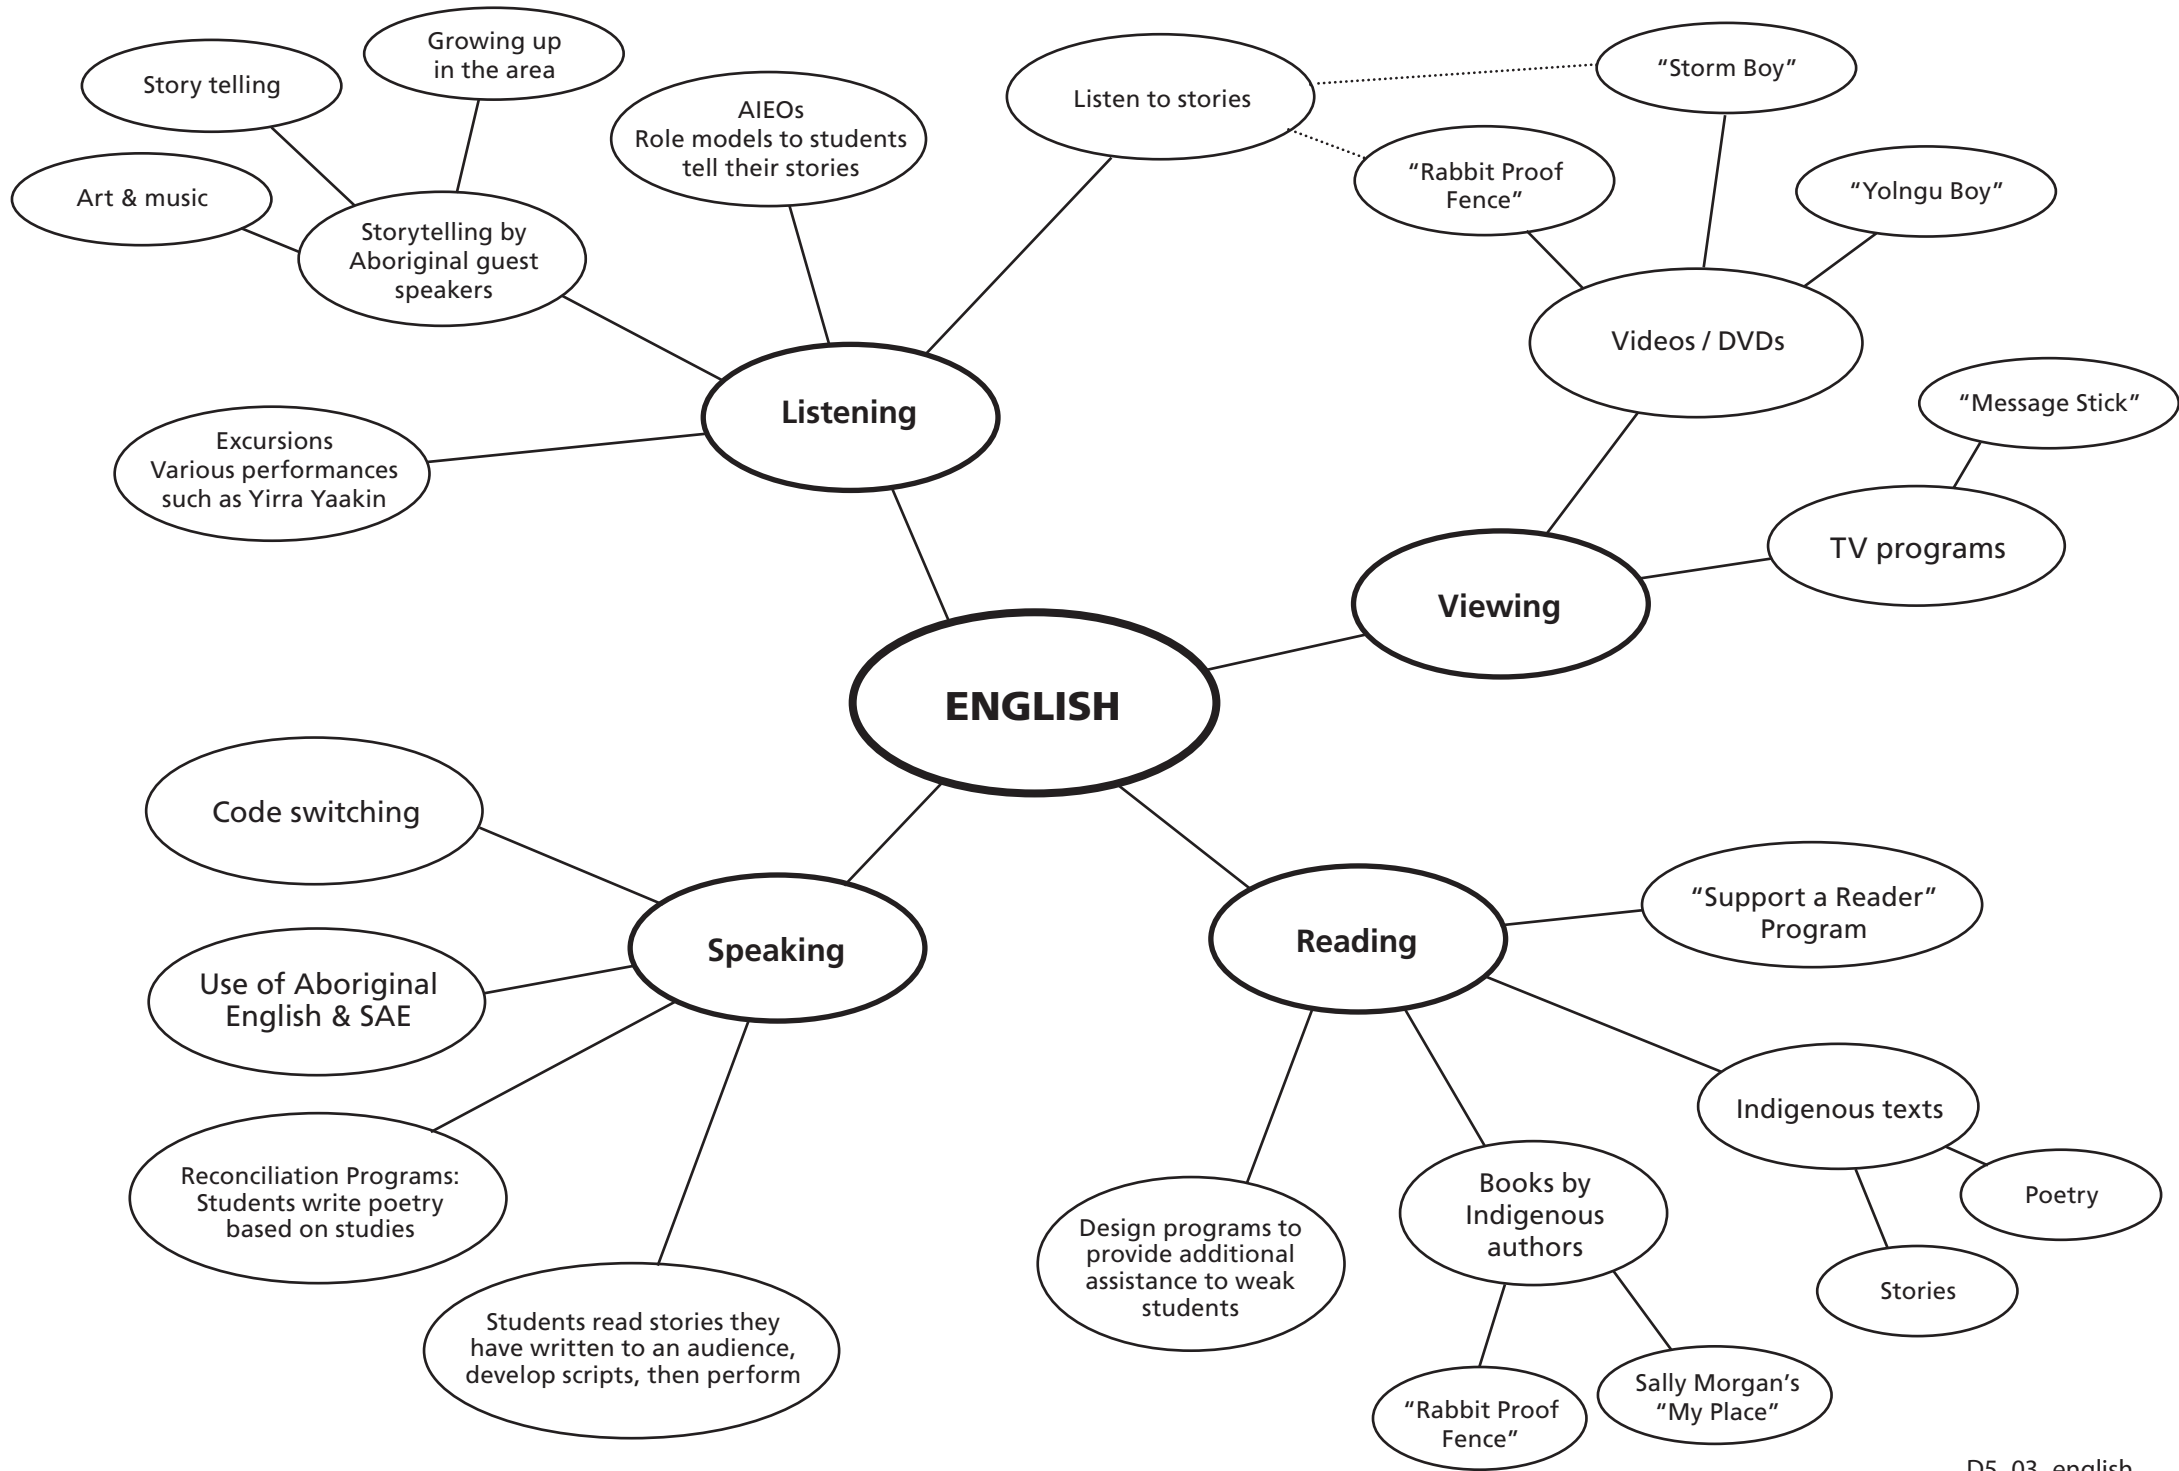 Growing up
in the area
Story telling
Art & music
Storytelling by
Aboriginal guest
speakers
AIEOs
Role models to students
tell their stories
Listen to stories
“Storm Boy”
“Rabbit Proof
Fence”
“Yolngu Boy”
Videos / DVDs
“Message Stick”
TV programs
Listening
Excursions
Various performances
such as Yirra Yaakin
Viewing
ENGLISH
Code switching
Speaking
Use of Aboriginal
English & SAE
Reconciliation Programs:
Students write poetry
based on studies
Students read stories they
have written to an audience,
develop scripts, then perform
Reading
“Support a Reader”
Program
Indigenous texts
Poetry
Stories
Books by
Indigenous
authors
Design programs to
provide additional
assistance to weak
students
“Rabbit Proof
Fence”
Sally Morgan’s
“My Place”
D5_03_english